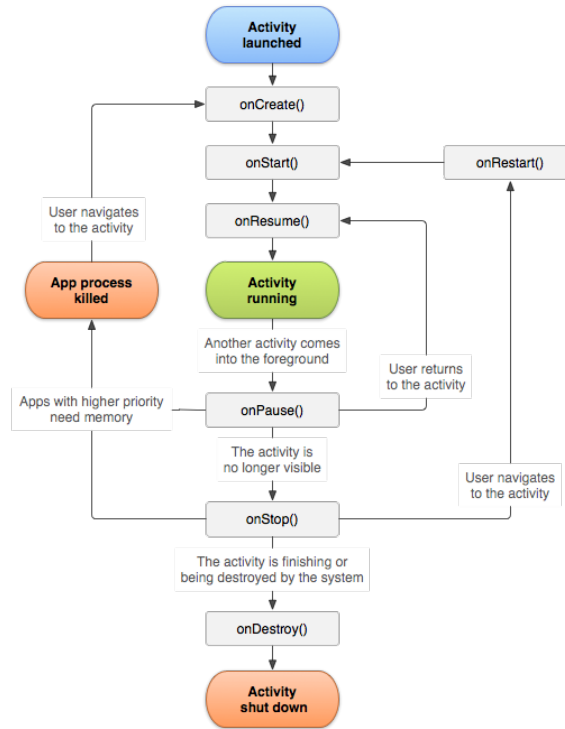 Activity
launched
onCreate()
onStart()
onRestart()
User navigates
to the activity
onResume()
App process
killed
Activity
running
Another activity comes
into the foreground
User returns
to the activity
Apps with higher priority
need memory
onPause()
The activity is
no longer visible
User navigates
to the activity
onStop()
The activity is finishing or
being destroyed by the system
onDestroy()
Activity
shut down